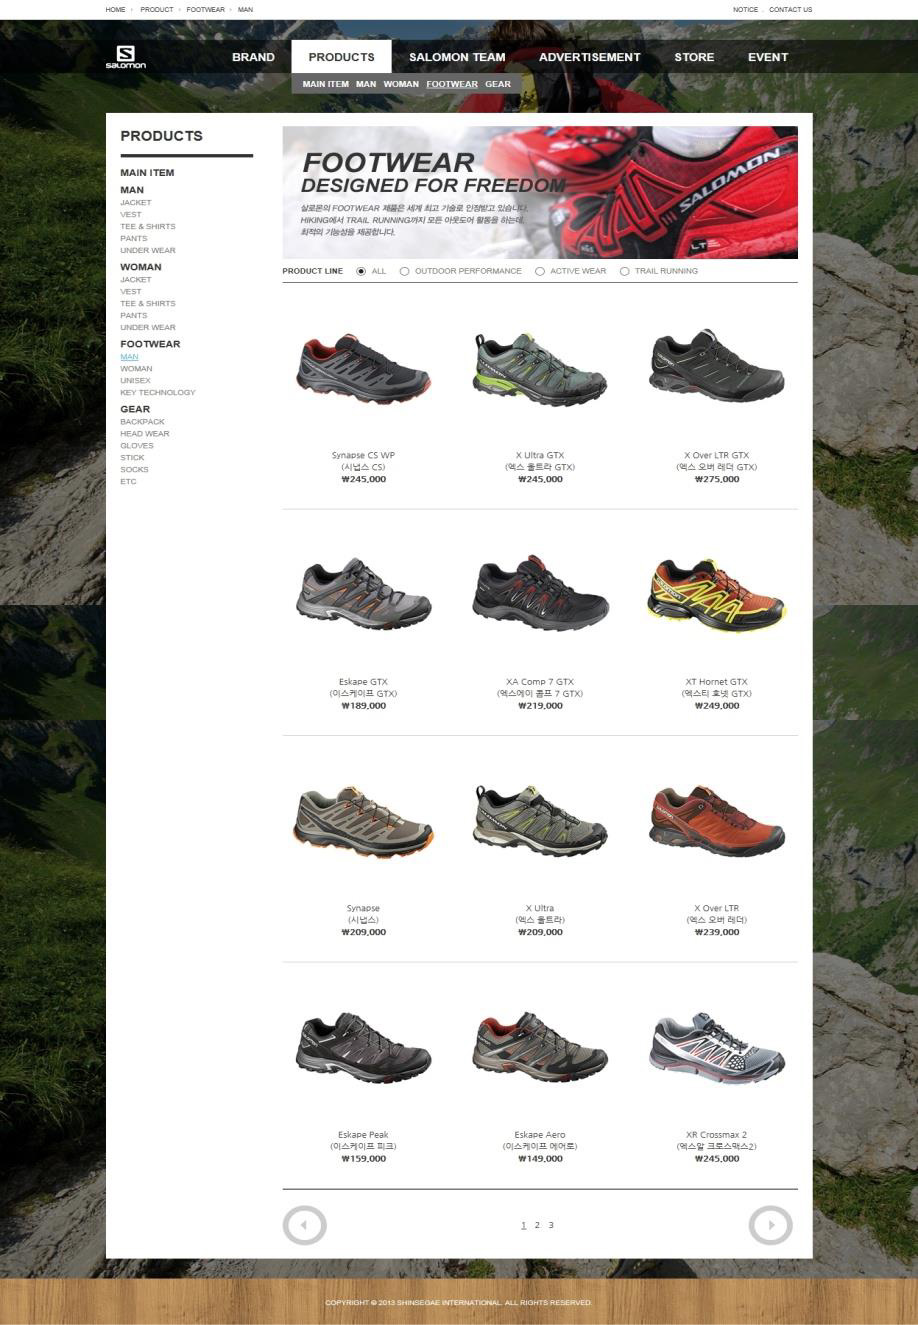 HOME › PRODUCT › FOOTWEAR › MAN
NOTICE . CONTACT US
SALOMON
BRAND PRODUCTS SALOMON TEAM ADVERTISEMENT STORE EVENT
MAIN ITEM MAN WOMAN FOOTWEAR GEAR
PRODUCTS
MAIN ITEM
MAN
JACKET
VEST
TEE & SHIRTS
PANTS
UNDER WEAR
WOMAN
JACKET
VEST
TEE & SHIRTS
PANTS
UNDER WEAR
FOOTWEAR
MAN
WOMAN
UNISEX
KEY TECHNOLOGY
GEAR
BACKPACK
HEAD WEAR
GLOVES
STICK
SOCKS
ETC
FOOTWEAR
DESIGNED FOR FREEDOM
살로몬의 FOOTWEAR 제품은 세계 최고 기술로 인정받고 있습니다.
HIKING에서 TRAIL RUNNING까지 모든 아웃도어 활동을 하는데,
최적의 기능성을 제공합니다.
SALOMON
LT
PRODUCT LINE ALL OUTDOOR PERFORMANCE ACTIVE WEAR TRAIL RUNNING
Synapse CS WP
(시냅스 CS)
₩245,000
X Ultra GTX
(엑스 울트라 GTX)
₩245,000
X Over LTR GTX
(엑스 오버 레더 GTX)
₩275,000
Eskape GTX
(이스케이프 GTX)
₩189,000
XA Comp 7 GTX
(엑스에이 콤프 7 GTX)
₩219,000
XT Hornet GTX
(엑스티 호넷 GTX)
₩249,000
Synapse
(시냅스)
₩209,000
X Ultra
(엑스 울트라)
₩209,000
X Over LTR
(엑스 오버 레더)
₩239,000
Eskape Peak
(이스케이프 피크)
₩159,000
Eskape Aero
(이스케이프 에어로)
₩149,000
XR Crossmax 2
(엑스알 크로스맥스2)
₩245,000
1 2 3
COPYRIGHT © 2013 SHINSEGAE INTERNATIONAL. ALL RIGHTS RESERVED.